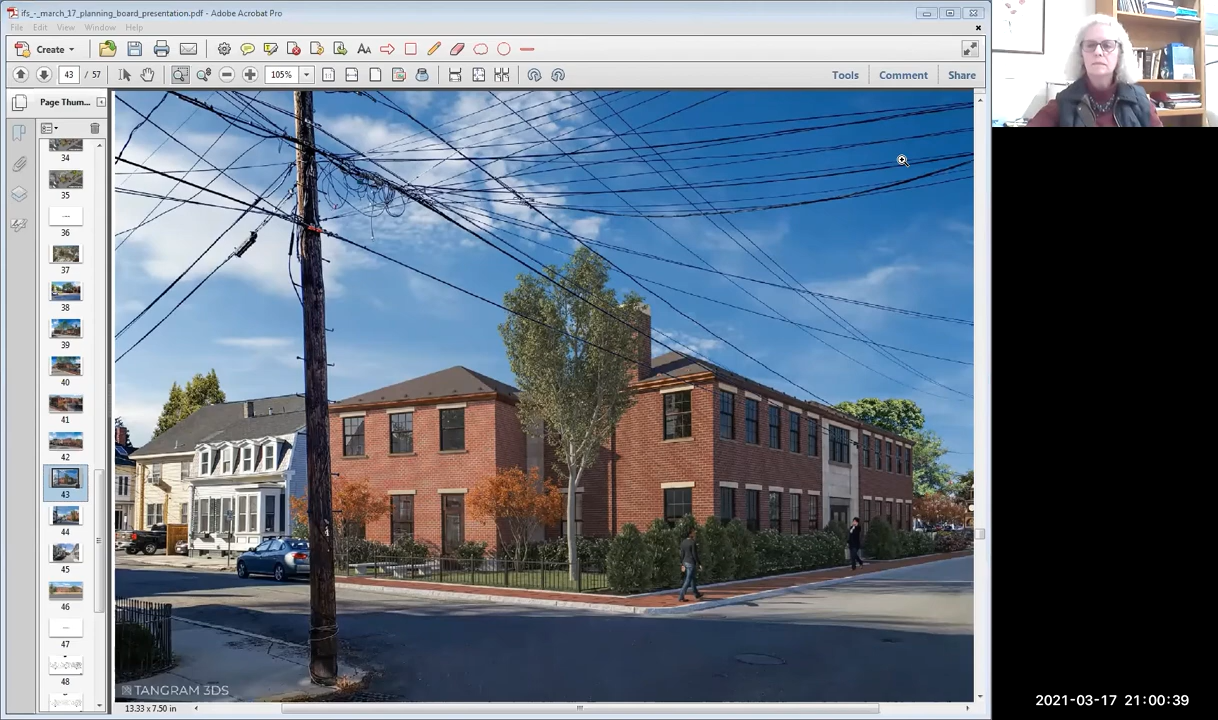 ifs_-_march_17_planning_board_presentation.pdf - Adobe Acrobat Pro
File Edit View Window Help
Create
43 / 57
105%
Tools Comment Share
Page Thum...
34
35
36
37
38
39
40
41
42
43
44
45
46
47
48
TANGRAM 3DS
13.33 x 7.50 in
2021-03-17 21:00:39